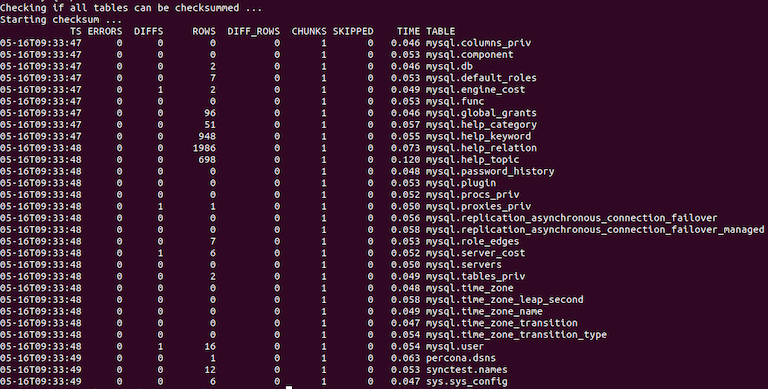 Checking if all tables can be checksummed ...
Starting checksum ...
TS ERRORS DIFFS ROWS DIFF_ROWS CHUNKS SKIPPED TIME TABLE
05-16T09:33:47 0 0 0 0 1 0 0.046 mysql.columns_priv
05-16T09:33:47 0 0 0 0 1 0 0.053 mysql.component
05-16T09:33:47 0 0 2 0 1 0 0.046 mysql.db
05-16T09:33:47 0 0 7 0 1 0 0.053 mysql.default_roles
05-16T09:33:47 0 1 2 0 1 0 0.049 mysql.engine_cost
05-16T09:33:47 0 0 0 0 1 0 0.053 mysql.func
05-16T09:33:47 0 0 96 0 1 0 0.046 mysql.global_grants
05-16T09:33:47 0 0 51 0 1 0 0.057 mysql.help_category
05-16T09:33:47 0 0 948 0 1 0 0.055 mysql.help_keyword
05-16T09:33:48 0 0 1986 0 1 0 0.073 mysql.help_relation
05-16T09:33:48 0 0 698 0 1 0 0.120 mysql.help_topic
05-16T09:33:48 0 0 0 0 1 0 0.048 mysql.password_history
05-16T09:33:48 0 0 0 0 1 0 0.053 mysql.plugin
05-16T09:33:48 0 0 0 0 1 0 0.052 mysql.procs_priv
05-16T09:33:48 0 1 1 0 1 0 0.050 mysql.proxies_priv
05-16T09:33:48 0 0 0 0 1 0 0.056 mysql.replication_asynchronous_connection_failover
05-16T09:33:48 0 0 0 0 1 0 0.058 mysql.replication_asynchronous_connection_failover_managed
05-16T09:33:48 0 0 7 0 1 0 0.053 mysql.role_edges
05-16T09:33:48 0 1 6 0 1 0 0.052 mysql.server_cost
05-16T09:33:48 0 0 0 0 1 0 0.050 mysql.servers
05-16T09:33:48 0 0 2 0 1 0 0.049 mysql.tables_priv
05-16T09:33:48 0 0 0 0 1 0 0.048 mysql.time_zone
05-16T09:33:48 0 0 0 0 1 0 0.058 mysql.time_zone_leap_second
05-16T09:33:48 0 0 0 0 1 0 0.049 mysql.time_zone_name
05-16T09:33:48 0 0 0 0 1 0 0.047 mysql.time_zone_transition
05-16T09:33:48 0 0 0 0 1 0 0.054 mysql.time_zone_transition_type
05-16T09:33:48 0 1 16 0 1 0 0.054 mysql.user
05-16T09:33:49 0 0 1 0 1 0 0.063 percona.dsns
05-16T09:33:49 0 0 12 0 1 0 0.053 synctest.names
05-16T09:33:49 0 0 6 0 1 0 0.047 sys.sys_config